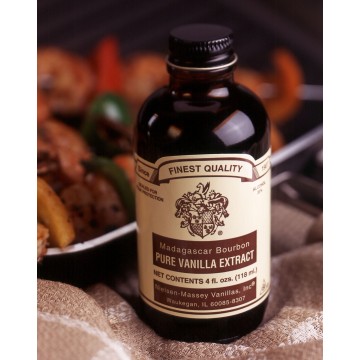 FINEST QUALITY
Madagascar Bourbon
PURE VANILLA EXTRACT
NET CONTENTS 4 fl. ozs. (118 ml.)
Nielsen-Massey Vanillas, Inc.®
Waukegan, IL 60085-8307